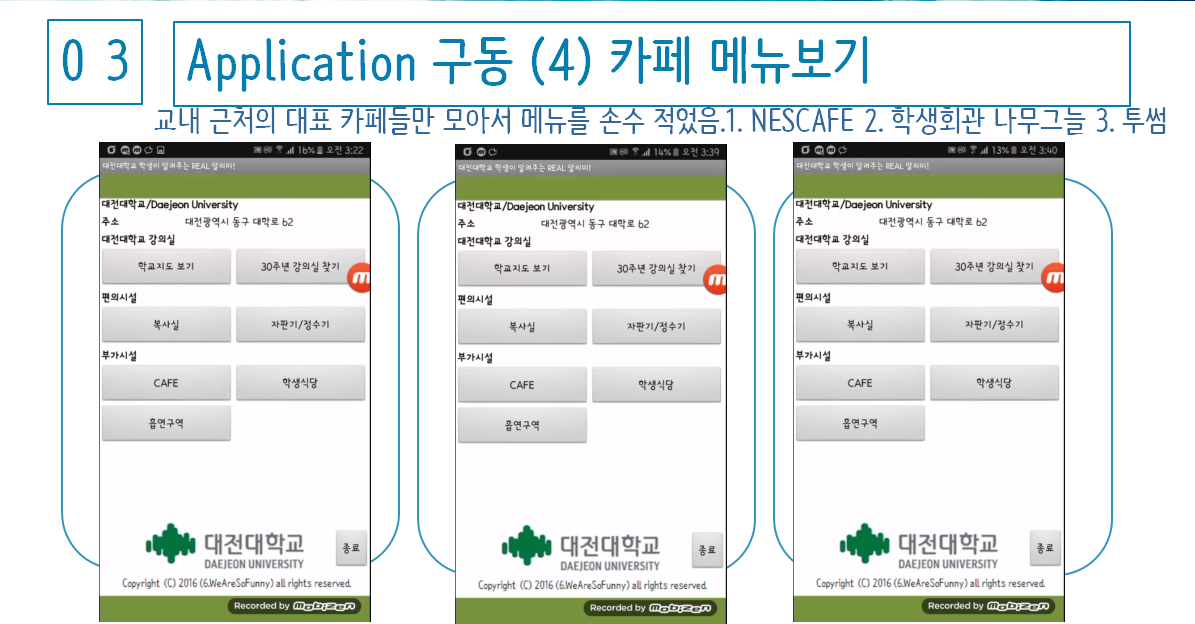 0 3
Application 구동 (4) 카페 메뉴보기
교내 근처의 대표 카페들만 모아서 메뉴를 손수 적었음.1. NESCAFE 2. 학생회관 나무그늘 3. 투썸
16% 오전 3:22
대전대학교 학생이 알려주는 REAL 알리미!
대전대학교/Daejeon University
주소 대전광역시 동구 대학로 62
대전대학교 강의실
학교지도 보기 30주년 강의실 찾기
편의시설
복사실 자판기/정수기
부가시설
CAFE 학생식당
흡연구역
대전대학교
DAEJEON UNIVERSITY
종료
Copyright (C) 2016 (6.WeAreSoFunny) all rights reserved.
Recorded by mobizen
14% 오전 3:39
대전대학교 학생이 알려주는 REAL 알리미!
대전대학교/Daejeon University
주소 대전광역시 동구 대학로 62
대전대학교 강의실
학교지도 보기 30주년 강의실 찾기
편의시설
복사실 자판기/정수기
부가시설
CAFE 학생식당
흡연구역
대전대학교
DAEJEON UNIVERSITY
종료
Copyright (C) 2016 (6.WeAreSoFunny) all rights reserved.
Recorded by mobizen
13% 오전 3:40
대전대학교 학생이 알려주는 REAL 알리미!
대전대학교/Daejeon University
주소 대전광역시 동구 대학로 62
대전대학교 강의실
학교지도 보기 30주년 강의실 찾기
편의시설
복사실 자판기/정수기
부가시설
CAFE 학생식당
흡연구역
대전대학교
DAEJEON UNIVERSITY
종료
Copyright (C) 2016 (6.WeAreSoFunny) all rights reserved.
Recorded by mobizen